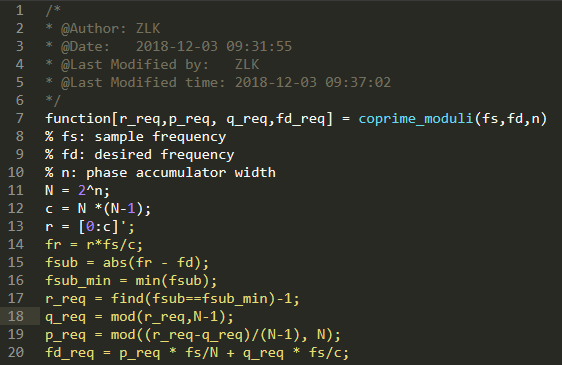 1 /*
2 * @Author: ZLK
3 * @Date:   2018-12-03 09:31:55
4 * @Last Modified by:   ZLK
5 * @Last Modified time: 2018-12-03 09:37:02
6 */
7 function[r_req,p_req, q_req,fd_req] = coprime_moduli(fs,fd,n)
8 % fs: sample frequency
9 % fd: desired frequency
10 % n: phase accumulator width
11 N = 2^n;
12 c = N *(N-1);
13 r = [0:c]';
14 fr = r*fs/c;
15 fsub = abs(fr - fd);
16 fsub_min = min(fsub);
17 r_req = find(fsub==fsub_min)-1;
18 q_req = mod(r_req,N-1);
19 p_req = mod((r_req-q_req)/(N-1), N);
20 fd_req = p_req * fs/N + q_req * fs/c;